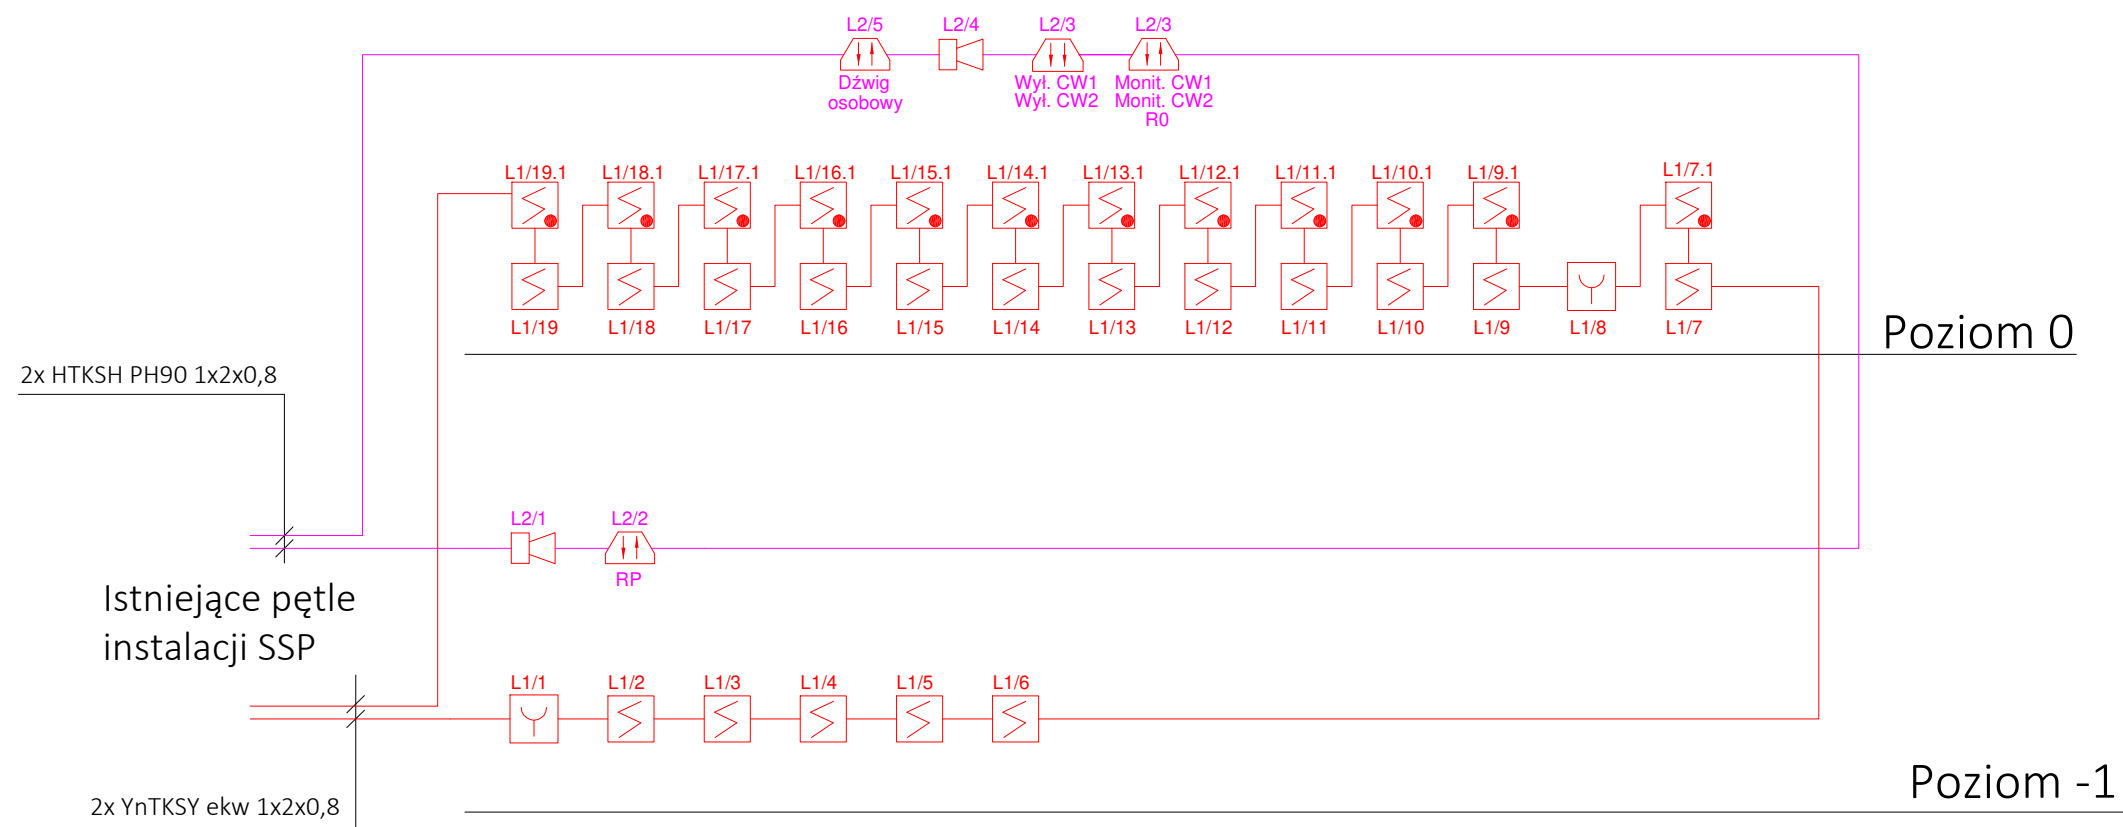 L2/5 L2/4 L2/3 L2/3
Dźwig Wył. CW1 Monit. CW1
osobowy Wył. CW2 Monit. CW2
R0
L1/19.1 L1/18.1 L1/17.1 L1/16.1 L1/15.1 L1/14.1 L1/13.1 L1/12.1 L1/11.1 L1/10.1 L1/9.1 L1/7.1
L1/19 L1/18 L1/17 L1/16 L1/15 L1/14 L1/13 L1/12 L1/11 L1/10 L1/9 L1/8 L1/7
Poziom 0
2x HTKSH PH90 1x2x0,8
L2/1 L2/2
RP
Istniejące pętle
instalacji SSP
L1/1 L1/2 L1/3 L1/4 L1/5 L1/6
Poziom -1
2x YnTKSY ekw 1x2x0,8